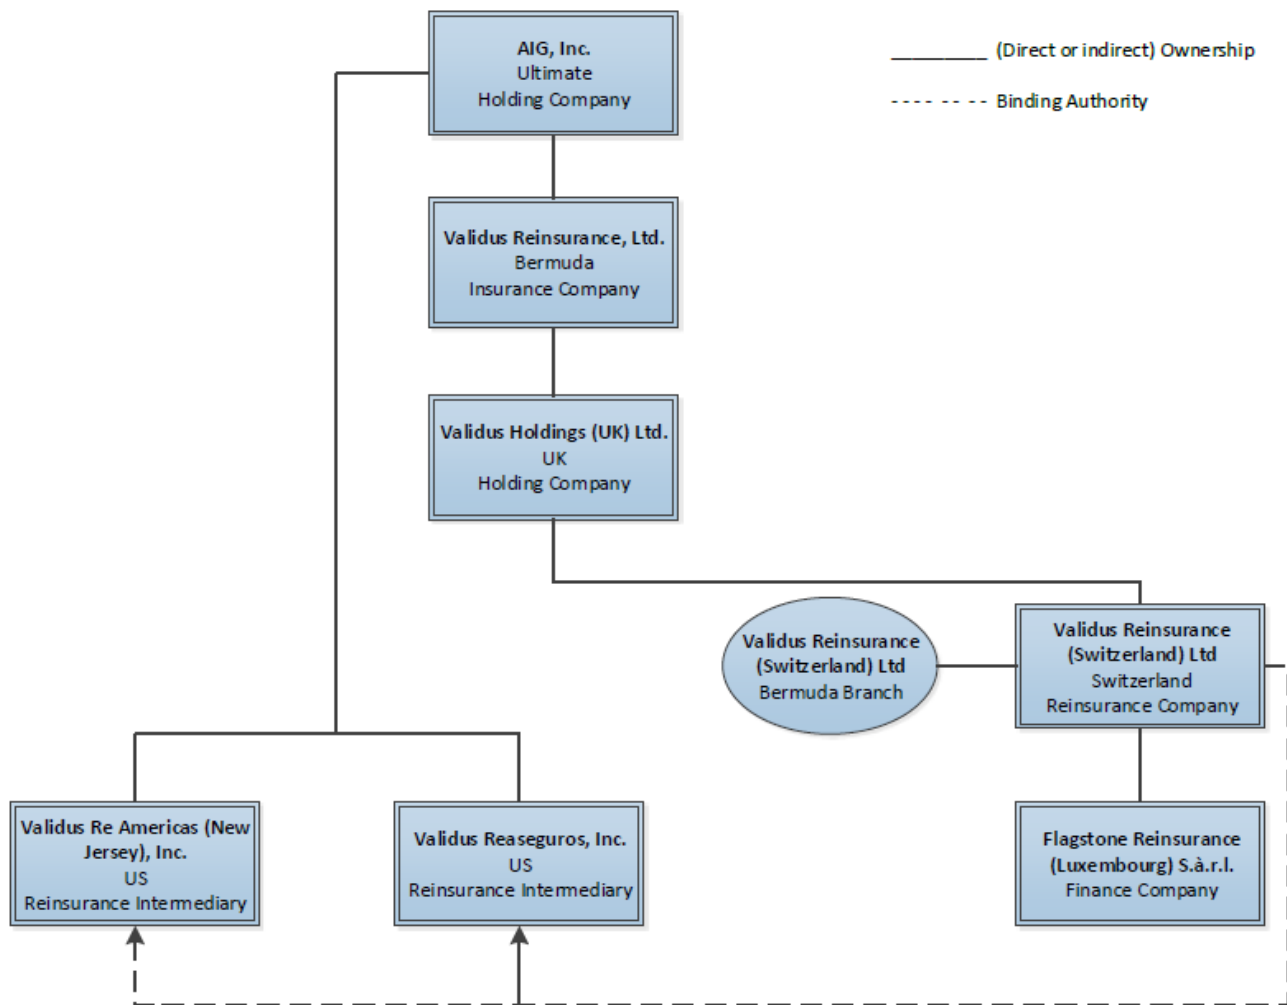 AIG, Inc.
Ultimate
Holding Company
(Direct or indirect) Ownership
Binding Authority
Validus Reinsurance, Ltd.
Bermuda
Insurance Company
Validus Holdings (UK) Ltd.
UK
Holding Company
Validus Reinsurance
(Switzerland) Ltd
Bermuda Branch
Validus Reinsurance
(Switzerland) Ltd
Switzerland
Reinsurance Company
Validus Re Americas (New
Jersey), Inc.
US
Reinsurance Intermediary
Validus Reaseguros, Inc.
US
Reinsurance Intermediary
Flagstone Reinsurance
(Luxembourg) S.à.r.l.
Finance Company